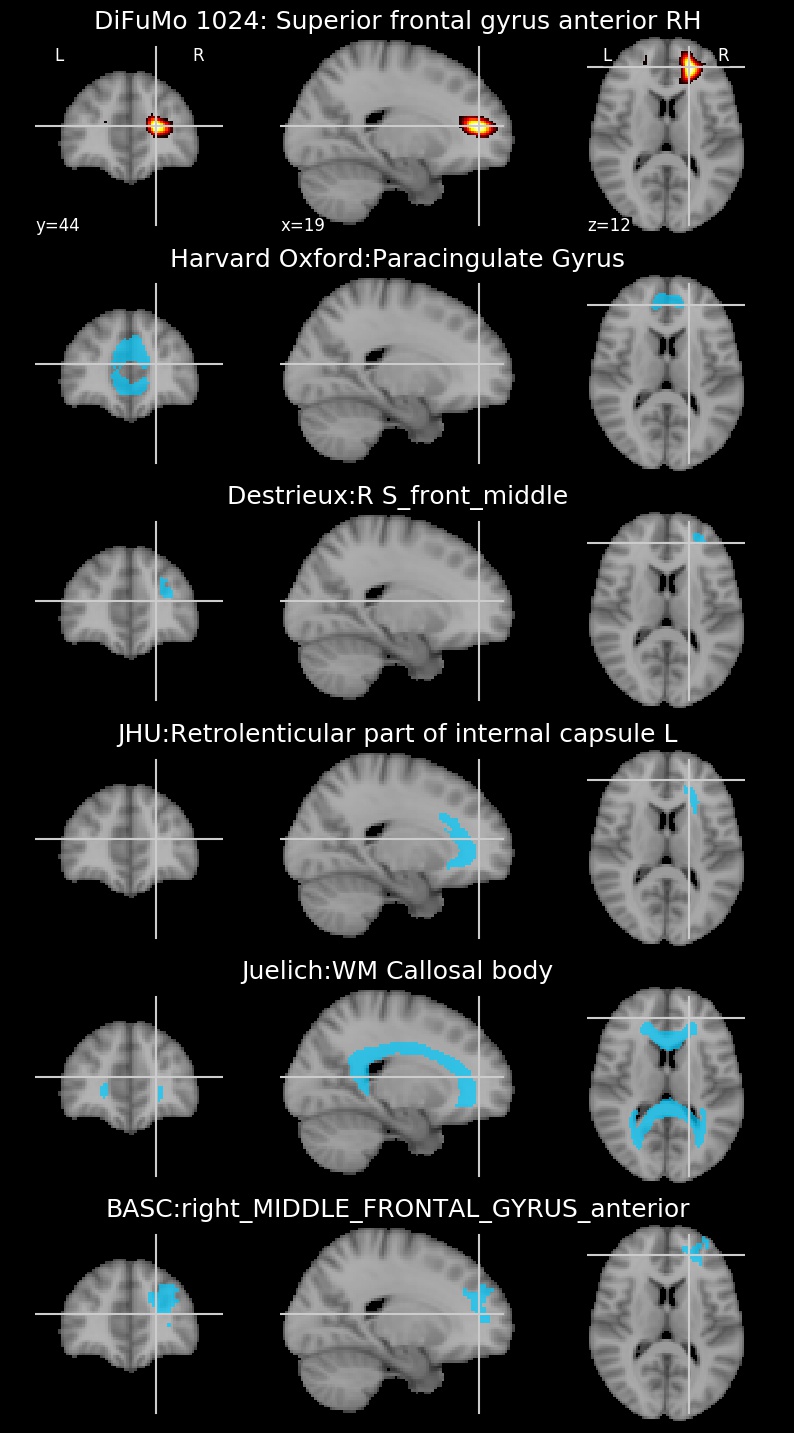 DiFuMo 1024: Superior frontal gyrus anterior RH
L R L R
y=44 x=19 z=12
Harvard Oxford:Paracingulate Gyrus
Destrieux:R S_front_middle
JHU:Retrolenticular part of internal capsule L
Juelich:WM Callosal body
BASC:right_MIDDLE_FRONTAL_GYRUS_anterior